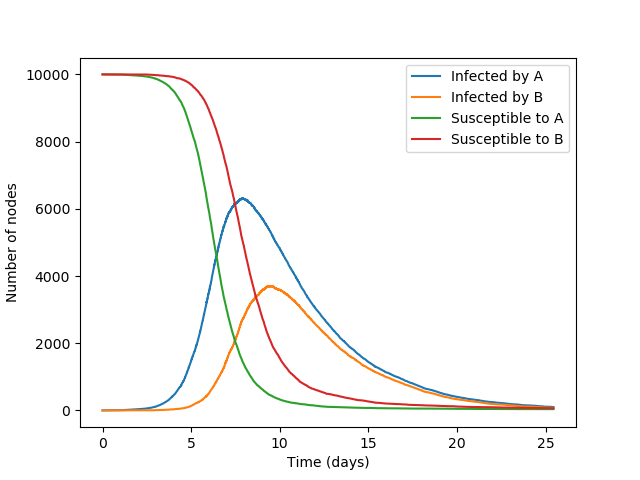 Infected by A
Infected by B
Susceptible to A
Susceptible to B
Number of nodes
10000
8000
6000
4000
2000
0
0 5 10 15 20 25
Time (days)